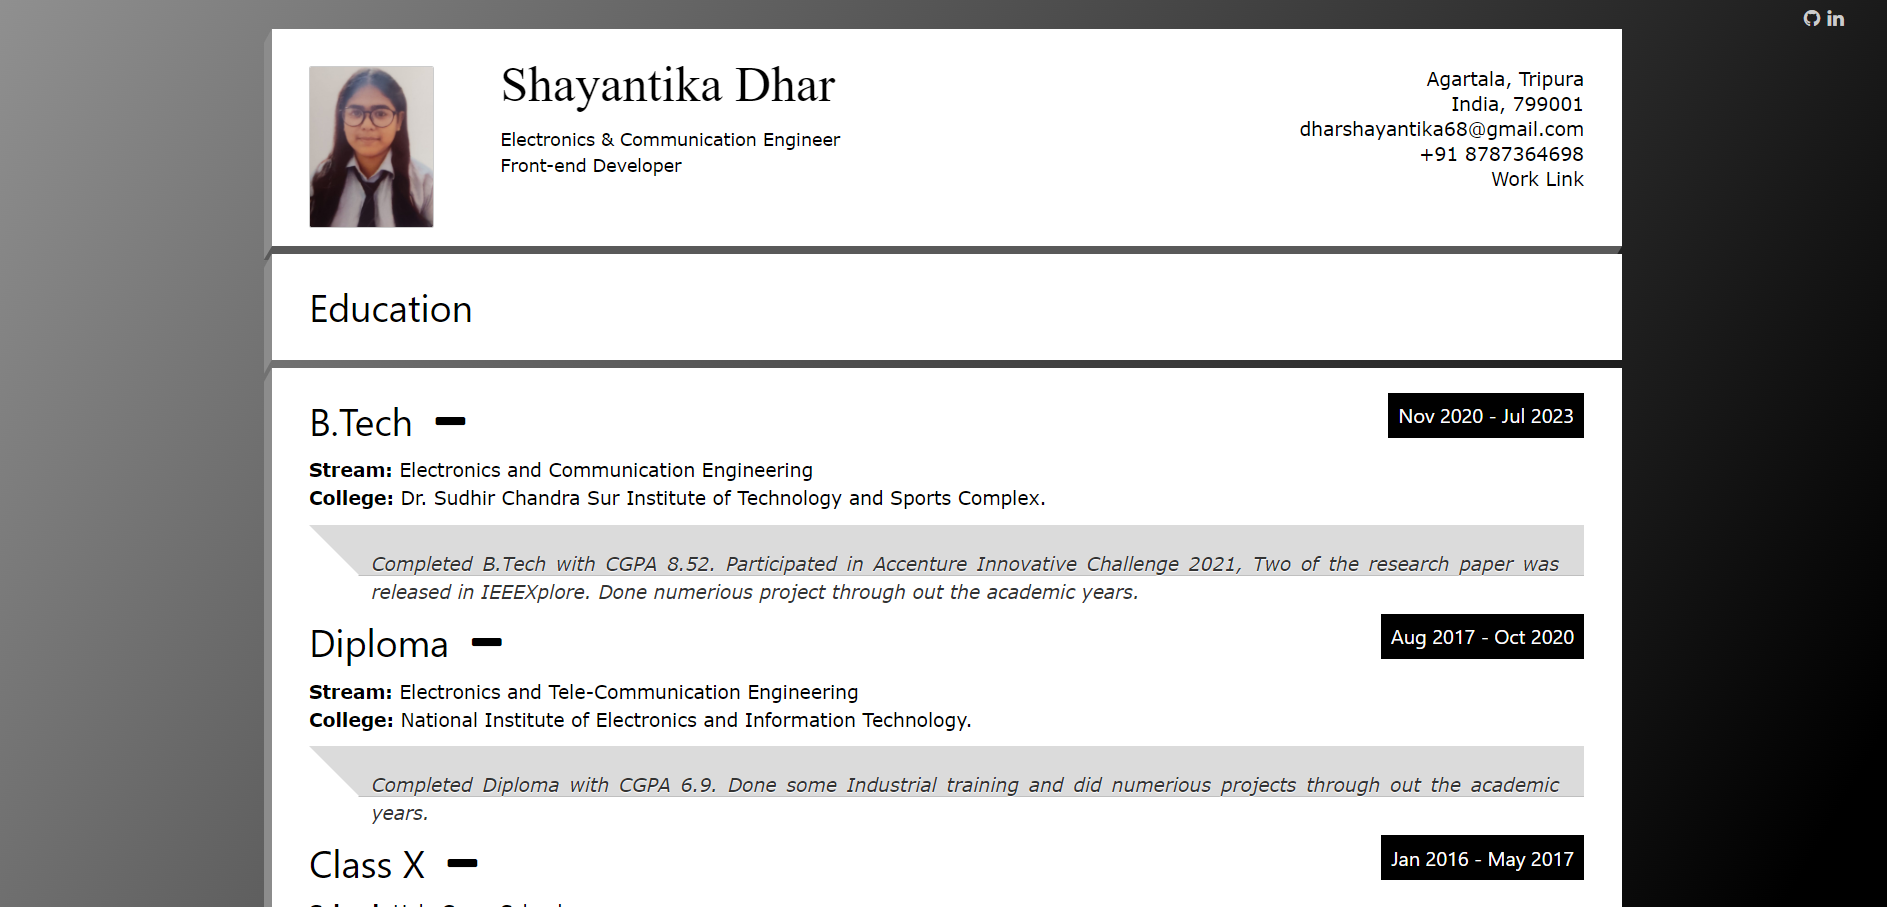 Shayantika Dhar
Electronics & Communication Engineer
Front-end Developer
Agartala, Tripura
India, 799001
dharshayantika68@gmail.com
+91 8787364698
Work Link
Education
B.Tech
Nov 2020 - Jul 2023
Stream: Electronics and Communication Engineering
College: Dr. Sudhir Chandra Sur Institute of Technology and Sports Complex.
Completed B.Tech with CGPA 8.52. Participated in Accenture Innovative Challenge 2021, Two of the research paper was
released in IEEEXplore. Done numerious project through out the academic years.
Diploma
Aug 2017 - Oct 2020
Stream: Electronics and Tele-Communication Engineering
College: National Institute of Electronics and Information Technology.
Completed Diploma with CGPA 6.9. Done some Industrial training and did numerious projects through out the academic
years.
Class X
Jan 2016 - May 2017